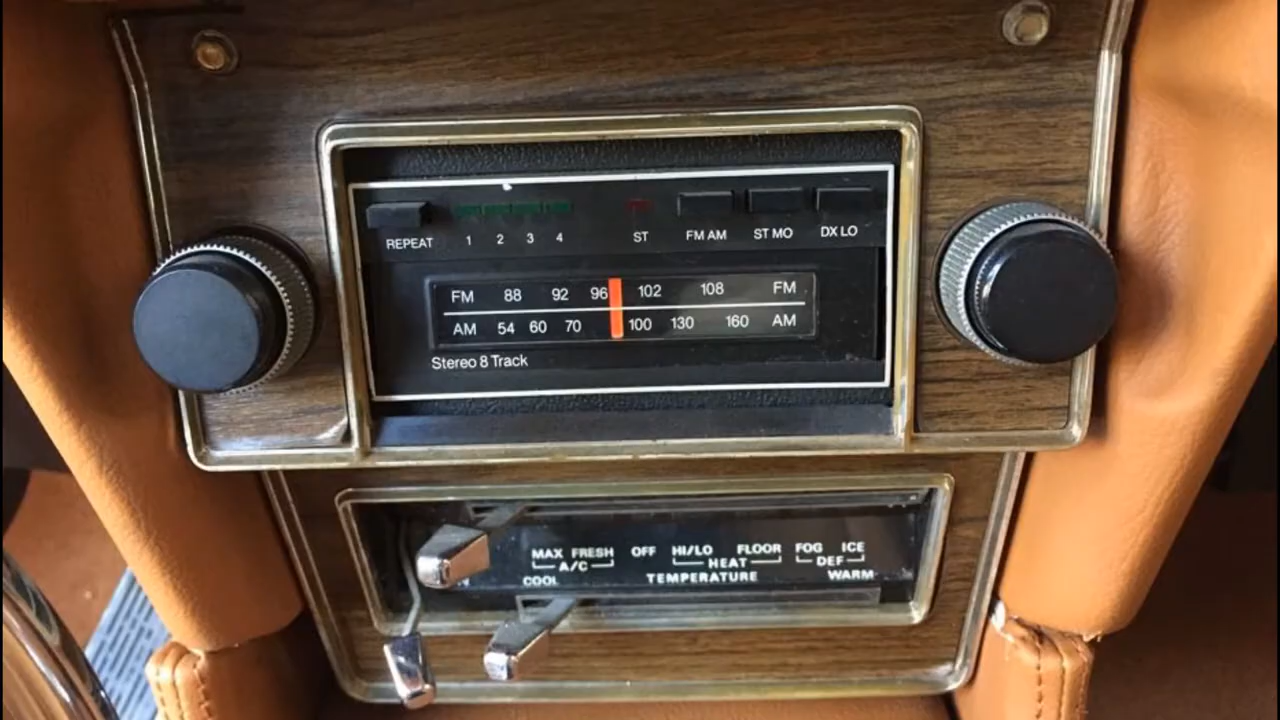 REPEAT 1 2 3 4 ST FM AM ST MO DX LO
FM 88 92 96 102 108 FM
AM 54 60 70 100 130 160 AM
Stereo 8 Track
MAX FRESH OFF HI/LO FLOOR FOG ICE
A/C HEAT DEF
COOL TEMPERATURE WARM